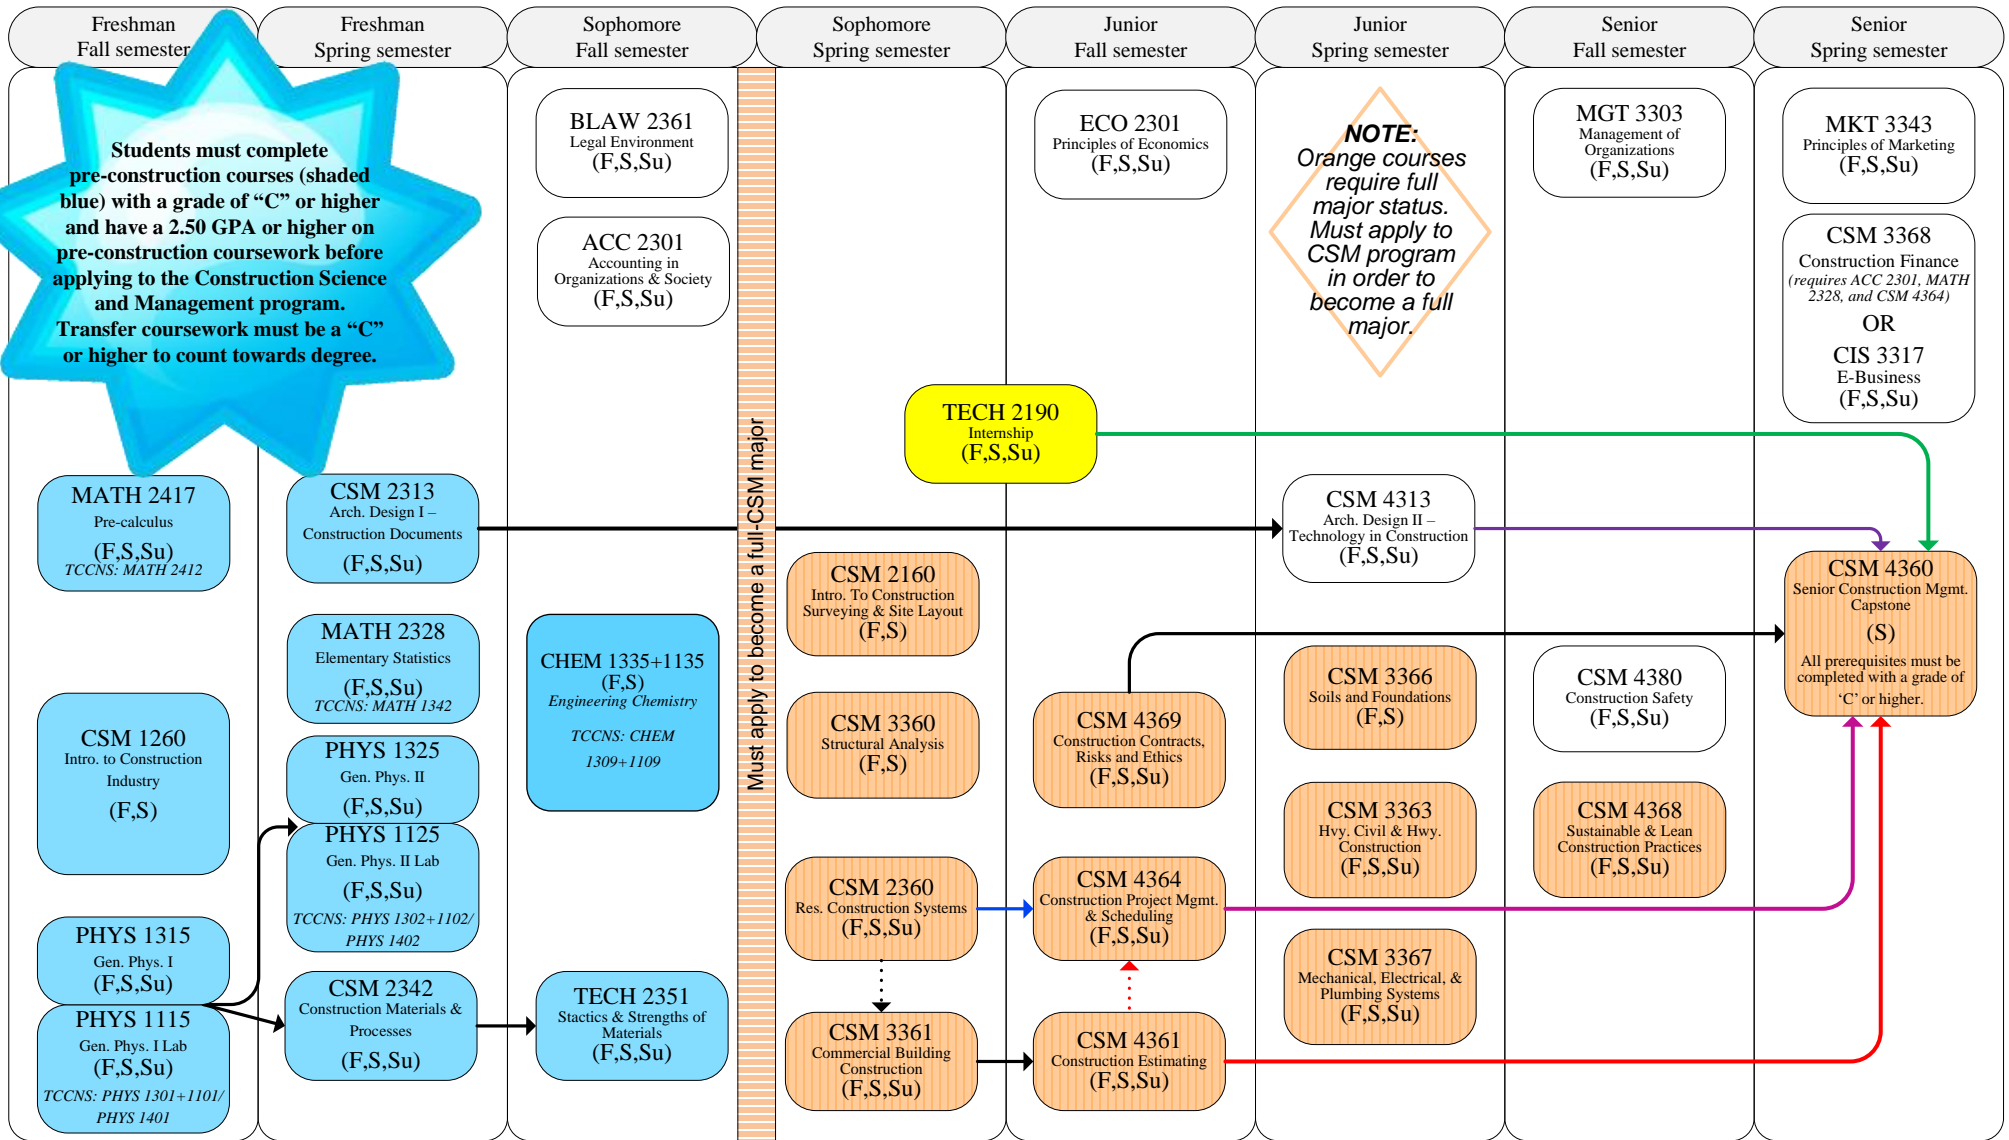 Freshman
Fall semester
Freshman
Spring semester
Sophomore
Fall semester
Sophomore
Spring semester
Junior
Fall semester
Junior
Spring semester
Senior
Fall semester
Senior
Spring semester
Students must complete
pre-construction courses (shaded
blue) with a grade of “C” or higher
and have a 2.50 GPA or higher on
pre-construction coursework before
applying to the Construction Science
and Management program.
Transfer coursework must be a “C”
or higher to count towards degree.
MATH 2417
Pre-calculus
(F,S,Su)
TCCNS: MATH 2412
CSM 1260
Intro. to Construction
Industry
(F,S)
PHYS 1315
Gen. Phys. I
(F,S,Su)
PHYS 1115
Gen. Phys. I Lab
(F,S,Su)
TCCNS: PHYS 1301+1101/
PHYS 1401
CSM 2313
Arch. Design I –
Construction Documents
(F,S,Su)
MATH 2328
Elementary Statistics
(F,S,Su)
TCCNS: MATH 1342
PHYS 1325
Gen. Phys. II
(F,S,Su)
PHYS 1125
Gen. Phys. II Lab
(F,S,Su)
TCCNS: PHYS 1302+1102/
PHYS 1402
CSM 2342
Construction Materials &
Processes
(F,S,Su)
BLAW 2361
Legal Environment
(F,S,Su)
ACC 2301
Accounting in
Organizations & Society
(F,S,Su)
CHEM 1335+1135
(F,S)
Engineering Chemistry
TCCNS: CHEM
1309+1109
TECH 2351
Stactics & Strengths of
Materials
(F,S,Su)
Must apply to become a full-CSM major
TECH 2190
Internship
(F,S,Su)
CSM 2160
Intro. To Construction
Surveying & Site Layout
(F,S)
CSM 3360
Structural Analysis
(F,S)
CSM 2360
Res. Construction Systems
(F,S,Su)
CSM 3361
Commercial Building
Construction
(F,S,Su)
ECO 2301
Principles of Economics
(F,S,Su)
CSM 4369
Construction Contracts,
Risks and Ethics
(F,S,Su)
CSM 4364
Construction Project Mgmt.
& Scheduling
(F,S,Su)
CSM 4361
Construction Estimating
(F,S,Su)
NOTE:
Orange courses
require full
major status.
Must apply to
CSM program
in order to
become a full
major.
CSM 4313
Arch. Design II –
Technology in Construction
(F,S,Su)
CSM 3366
Soils and Foundations
(F,S)
CSM 3363
Hvy. Civil & Hwy.
Construction
(F,S,Su)
CSM 3367
Mechanical, Electrical, &
Plumbing Systems
(F,S,Su)
MGT 3303
Management of
Organizations
(F,S,Su)
CSM 4380
Construction Safety
(F,S,Su)
CSM 4368
Sustainable & Lean
Construction Practices
(F,S,Su)
MKT 3343
Principles of Marketing
(F,S,Su)
CSM 3368
Construction Finance
(requires ACC 2301, MATH
2328, and CSM 4364)
OR
CIS 3317
E-Business
(F,S,Su)
CSM 4360
Senior Construction Mgmt.
Capstone
(S)
All prerequisites must be
completed with a grade of
‘C’ or higher.